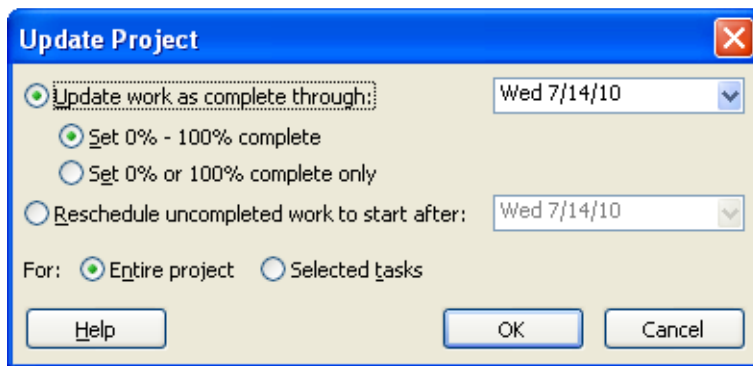 Update Project
Update work as complete through: Wed 7/14/10
Set 0% - 100% complete
Set 0% or 100% complete only
Reschedule uncompleted work to start after: Wed 7/14/10
For: Entire project Selected tasks
Help OK Cancel